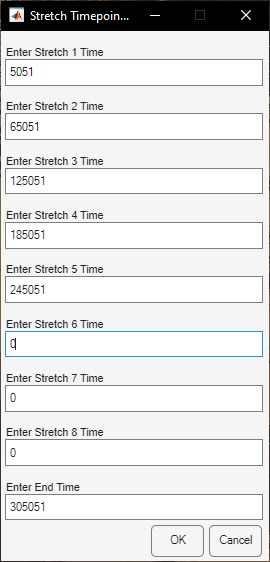 Stretch Timepoin...
Enter Stretch 1 Time
5051
Enter Stretch 2 Time
65051
Enter Stretch 3 Time
125051
Enter Stretch 4 Time
185051
Enter Stretch 5 Time
245051
Enter Stretch 6 Time
0
Enter Stretch 7 Time
0
Enter Stretch 8 Time
0
Enter End Time
305051
OK Cancel